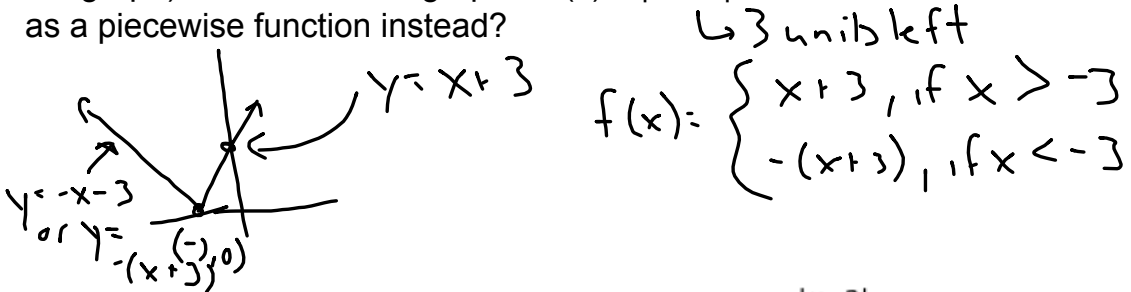 as a piecewise function instead?
↳ 3 units left
y = x + 3
f(x) = { x + 3, if x > -3
-(x+3), if x < -3
y = -x - 3
or y =
-(x + 3)
(-3, 0)